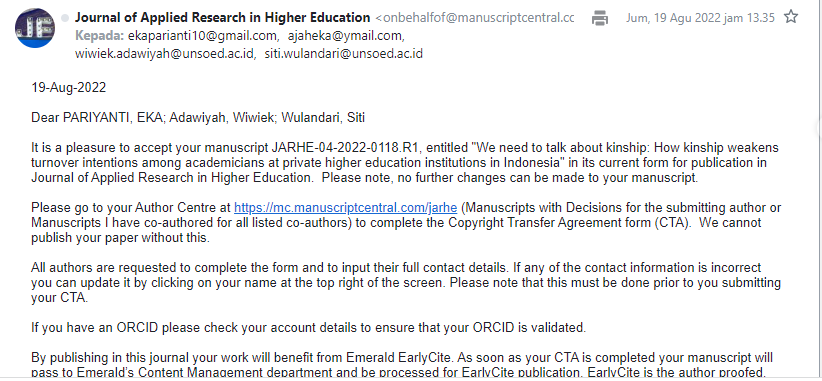 JE
Journal of Applied Research in Higher Education <onbehalfof@manuscriptcentral.cc
Jum, 19 Agu 2022 jam 13.35
Kepada: ekaparianti10@gmail.com, ajaheka@ymail.com,
wiwiek.adawiyah@unsoed.ac.id, siti.wulandari@unsoed.ac.id
19-Aug-2022
Dear PARIYANTI, EKA; Adawiyah, Wiwiek; Wulandari, Siti
It is a pleasure to accept your manuscript JARHE-04-2022-0118.R1, entitled "We need to talk about kinship: How kinship weakens
turnover intentions among academicians at private higher education institutions in Indonesia" in its current form for publication in
Journal of Applied Research in Higher Education. Please note, no further changes can be made to your manuscript.
Please go to your Author Centre at https://mc.manuscriptcentral.com/jarhe (Manuscripts with Decisions for the submitting author or
Manuscripts I have co-authored for all listed co-authors) to complete the Copyright Transfer Agreement form (CTA). We cannot
publish your paper without this.
All authors are requested to complete the form and to input their full contact details. If any of the contact information is incorrect
you can update it by clicking on your name at the top right of the screen. Please note that this must be done prior to you submitting
your CTA.
If you have an ORCID please check your account details to ensure that your ORCID is validated.
By publishing in this journal your work will benefit from Emerald EarlyCite. As soon as your CTA is completed your manuscript will
pass to Emerald's Content Management department and be processed for EarlyCite publication. EarlyCite is the author proofed,